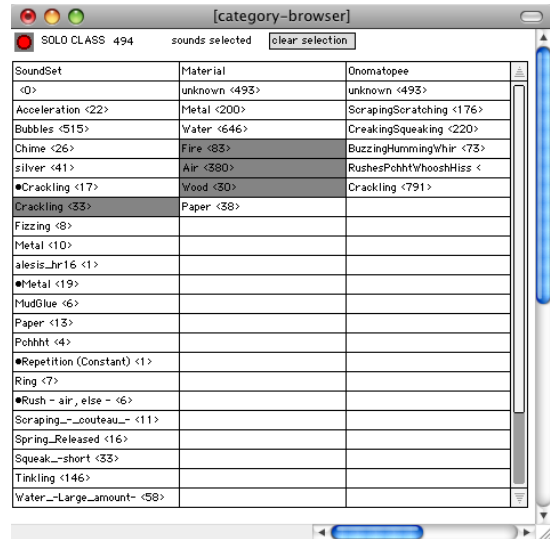 [category-browser]
SOLO CLASS 494 sounds selected clear selection
SoundSet Material Onomatopee
<0> unknown <493> unknown <493>
Acceleration <22> Metal <200> ScrapingScratching <176>
Bubbles <515> Water <646> CreakingSqueaking <220>
Chime <26> Fire <83> BuzzingHummingWhir <73>
silver <41> Air <380> RushesPchhtWhooshHiss <
●Crackling <17> Wood <30> Crackling <791>
Crackling <33> Paper <38>
Fizzing <8>
Metal <10>
alesis_hr16 <1>
●Metal <19>
MudGlue <6>
Paper <13>
Pchhht <4>
●Repetition (Constant) <1>
Ring <7>
●Rush - air, else - <6>
Scraping_-_couteau_- <11>
Spring_Released <16>
Squeak_-short <33>
Tinkling <146>
Water_-Large_amount- <58>